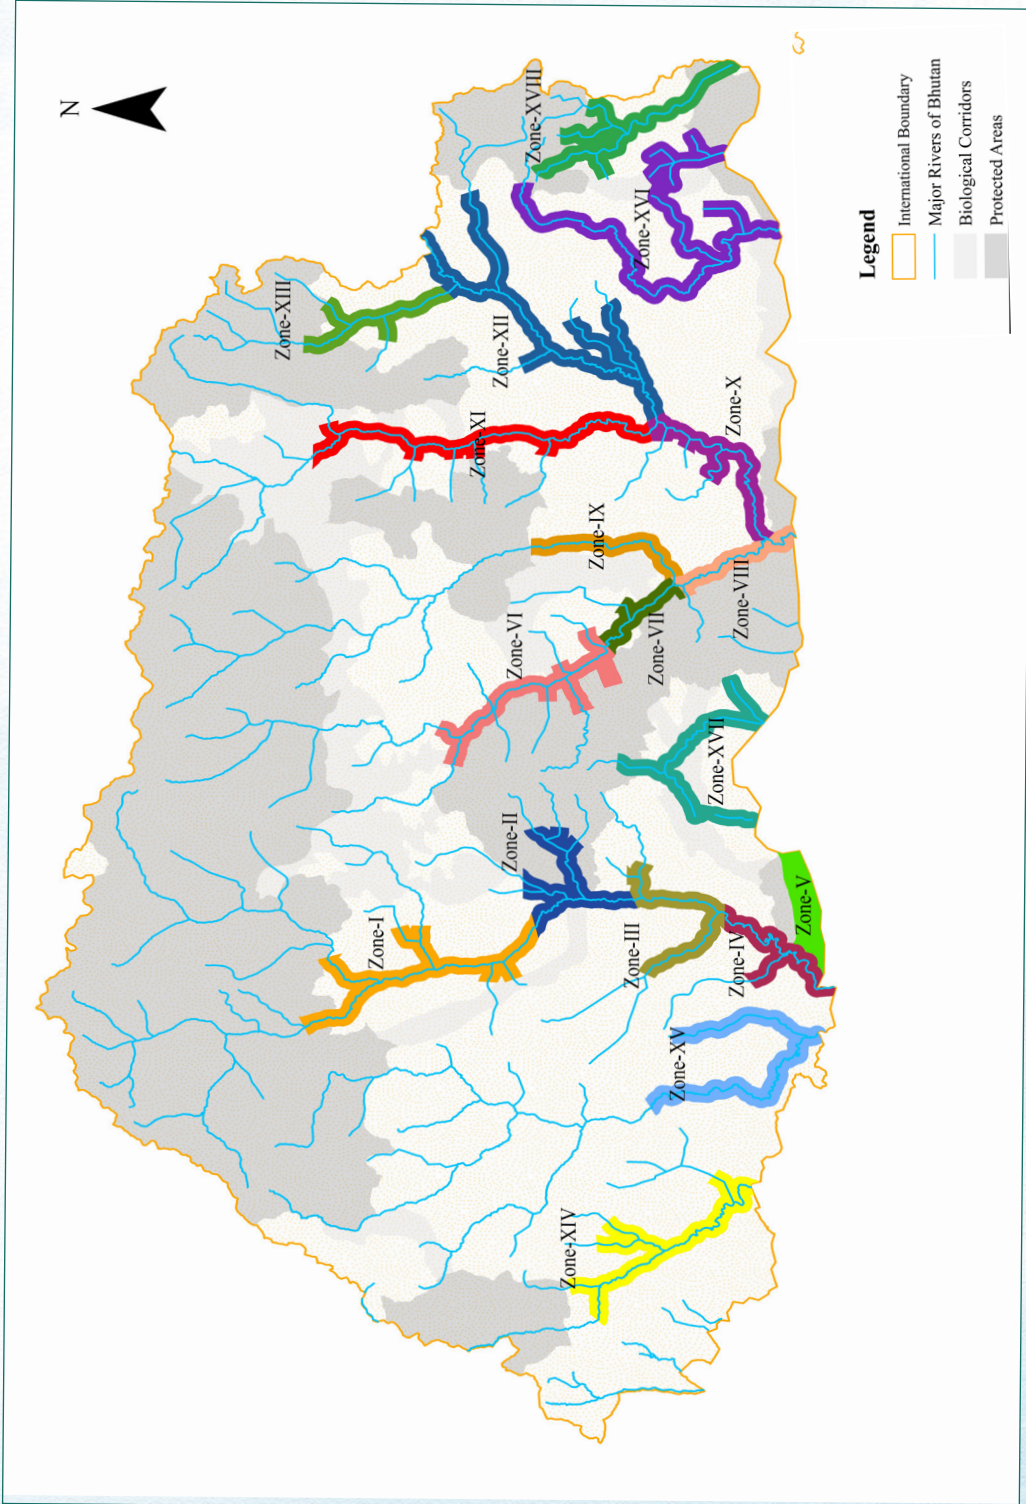 N
Zone-XIII
Zone-XVIII
Zone-XII
Zone-XI
Zone-XVI
Zone-X
Zone-IX
Zone-VI
Zone-VII
Zone-VIII
Zone-XVII
Zone-II
Zone-I
Zone-III
Zone-IV
Zone-V
Zone-XV
Zone-XIV
Legend
International Boundary
Major Rivers of Bhutan
Biological Corridors
Protected Areas